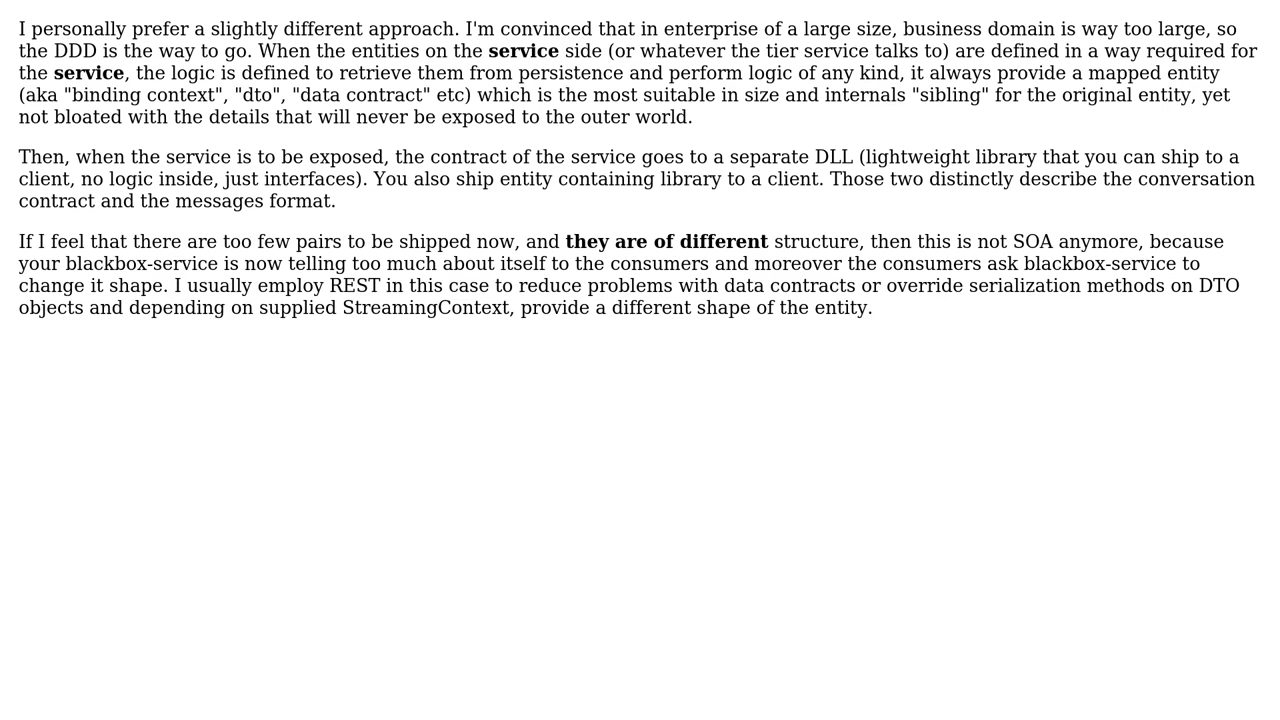 I personally prefer a slightly different approach. I'm convinced that in enterprise of a large size, business domain is way too large, so
the DDD is the way to go. When the entities on the service side (or whatever the tier service talks to) are defined in a way required for
the service, the logic is defined to retrieve them from persistence and perform logic of any kind, it always provide a mapped entity
(aka "binding context", "dto", "data contract" etc) which is the most suitable in size and internals "sibling" for the original entity, yet
not bloated with the details that will never be exposed to the outer world.
Then, when the service is to be exposed, the contract of the service goes to a separate DLL (lightweight library that you can ship to a
client, no logic inside, just interfaces). You also ship entity containing library to a client. Those two distinctly describe the conversation
contract and the messages format.
If I feel that there are too few pairs to be shipped now, and they are of different structure, then this is not SOA anymore, because
your blackbox-service is now telling too much about itself to the consumers and moreover the consumers ask blackbox-service to
change it shape. I usually employ REST in this case to reduce problems with data contracts or override serialization methods on DTO
objects and depending on supplied StreamingContext, provide a different shape of the entity.